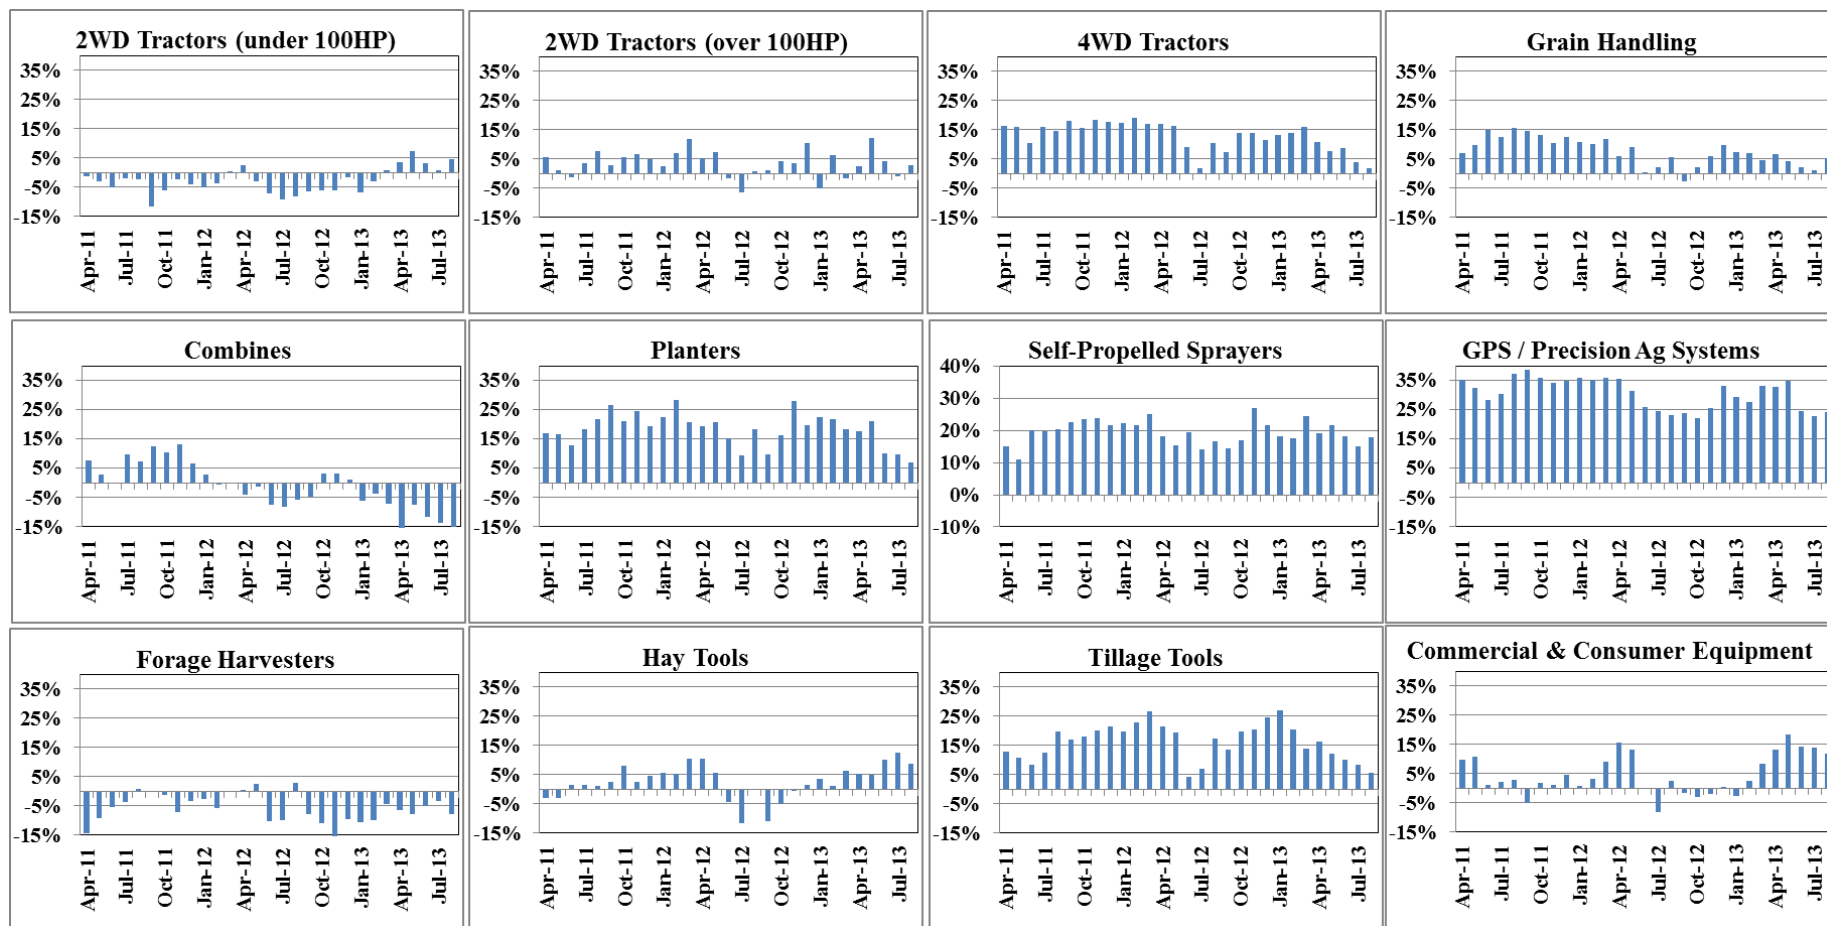 2WD Tractors (under 100HP)
35%
25%
15%
5%
-5%
-15%
Apr-11
Jul-11
Oct-11
Jan-12
Apr-12
Jul-12
Oct-12
Jan-13
Apr-13
Jul-13
2WD Tractors (over 100HP)
35%
25%
15%
5%
-5%
-15%
Apr-11
Jul-11
Oct-11
Jan-12
Apr-12
Jul-12
Oct-12
Jan-13
Apr-13
Jul-13
4WD Tractors
35%
25%
15%
5%
-5%
-15%
Apr-11
Jul-11
Oct-11
Jan-12
Apr-12
Jul-12
Oct-12
Jan-13
Apr-13
Jul-13
Grain Handling
35%
25%
15%
5%
-5%
-15%
Apr-11
Jul-11
Oct-11
Jan-12
Apr-12
Jul-12
Oct-12
Jan-13
Apr-13
Jul-13
Combines
35%
25%
15%
5%
-5%
-15%
Apr-11
Jul-11
Oct-11
Jan-12
Apr-12
Jul-12
Oct-12
Jan-13
Apr-13
Jul-13
Planters
35%
25%
15%
5%
-5%
-15%
Apr-11
Jul-11
Oct-11
Jan-12
Apr-12
Jul-12
Oct-12
Jan-13
Apr-13
Jul-13
Self-Propelled Sprayers
40%
30%
20%
10%
0%
-10%
Apr-11
Jul-11
Oct-11
Jan-12
Apr-12
Jul-12
Oct-12
Jan-13
Apr-13
Jul-13
GPS / Precision Ag Systems
35%
25%
15%
5%
-5%
-15%
Apr-11
Jul-11
Oct-11
Jan-12
Apr-12
Jul-12
Oct-12
Jan-13
Apr-13
Jul-13
Forage Harvesters
35%
25%
15%
5%
-5%
-15%
Apr-11
Jul-11
Oct-11
Jan-12
Apr-12
Jul-12
Oct-12
Jan-13
Apr-13
Jul-13
Hay Tools
35%
25%
15%
5%
-5%
-15%
Apr-11
Jul-11
Oct-11
Jan-12
Apr-12
Jul-12
Oct-12
Jan-13
Apr-13
Jul-13
Tillage Tools
35%
25%
15%
5%
-5%
-15%
Apr-11
Jul-11
Oct-11
Jan-12
Apr-12
Jul-12
Oct-12
Jan-13
Apr-13
Jul-13
Commercial & Consumer Equipment
35%
25%
15%
5%
-5%
-15%
Apr-11
Jul-11
Oct-11
Jan-12
Apr-12
Jul-12
Oct-12
Jan-13
Apr-13
Jul-13